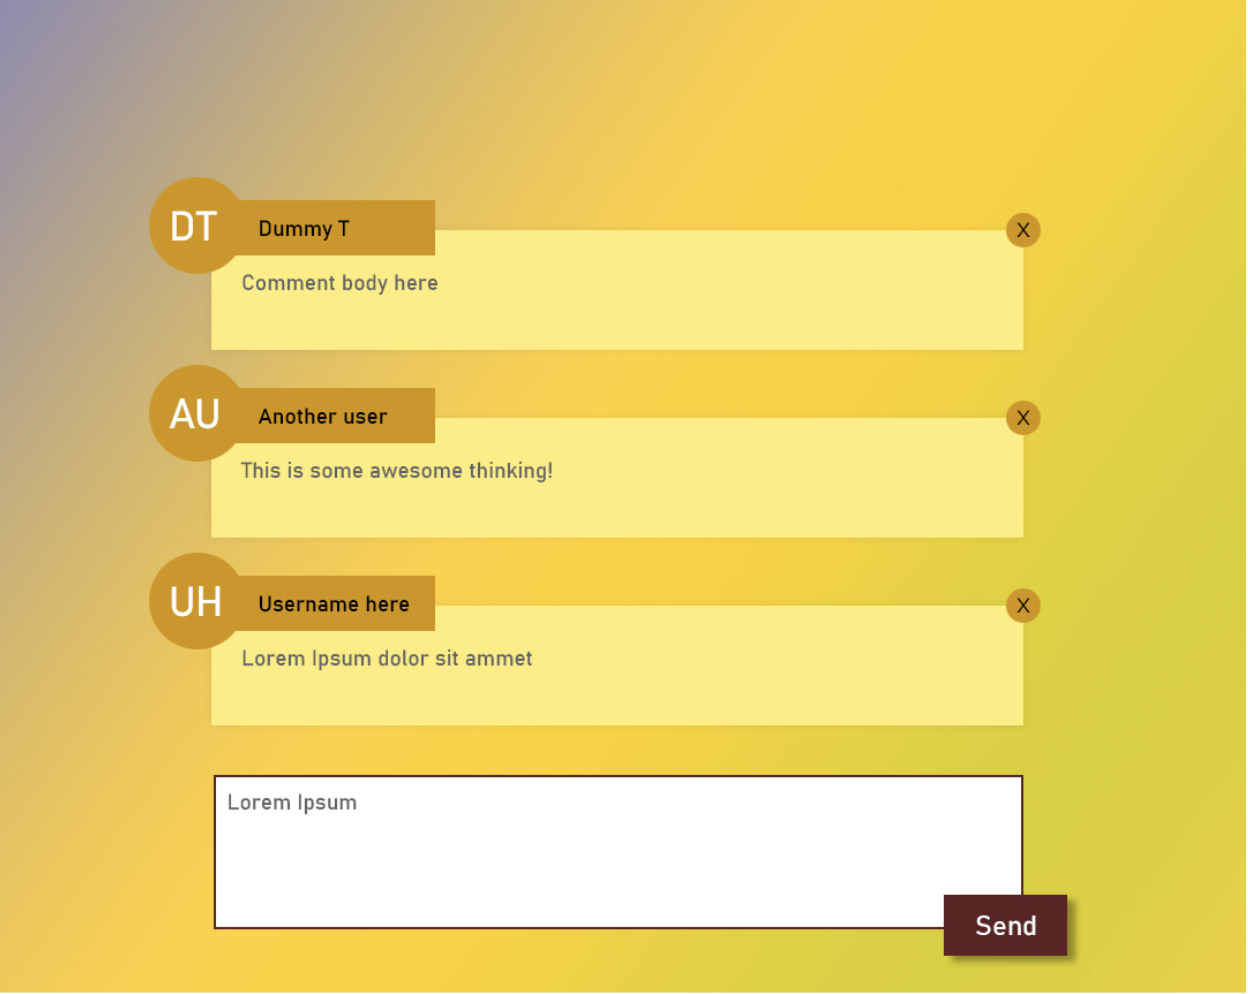 DT
Dummy T
X
Comment body here
AU
Another user
X
This is some awesome thinking!
UH
Username here
X
Lorem Ipsum dolor sit ammet
Lorem Ipsum
Send